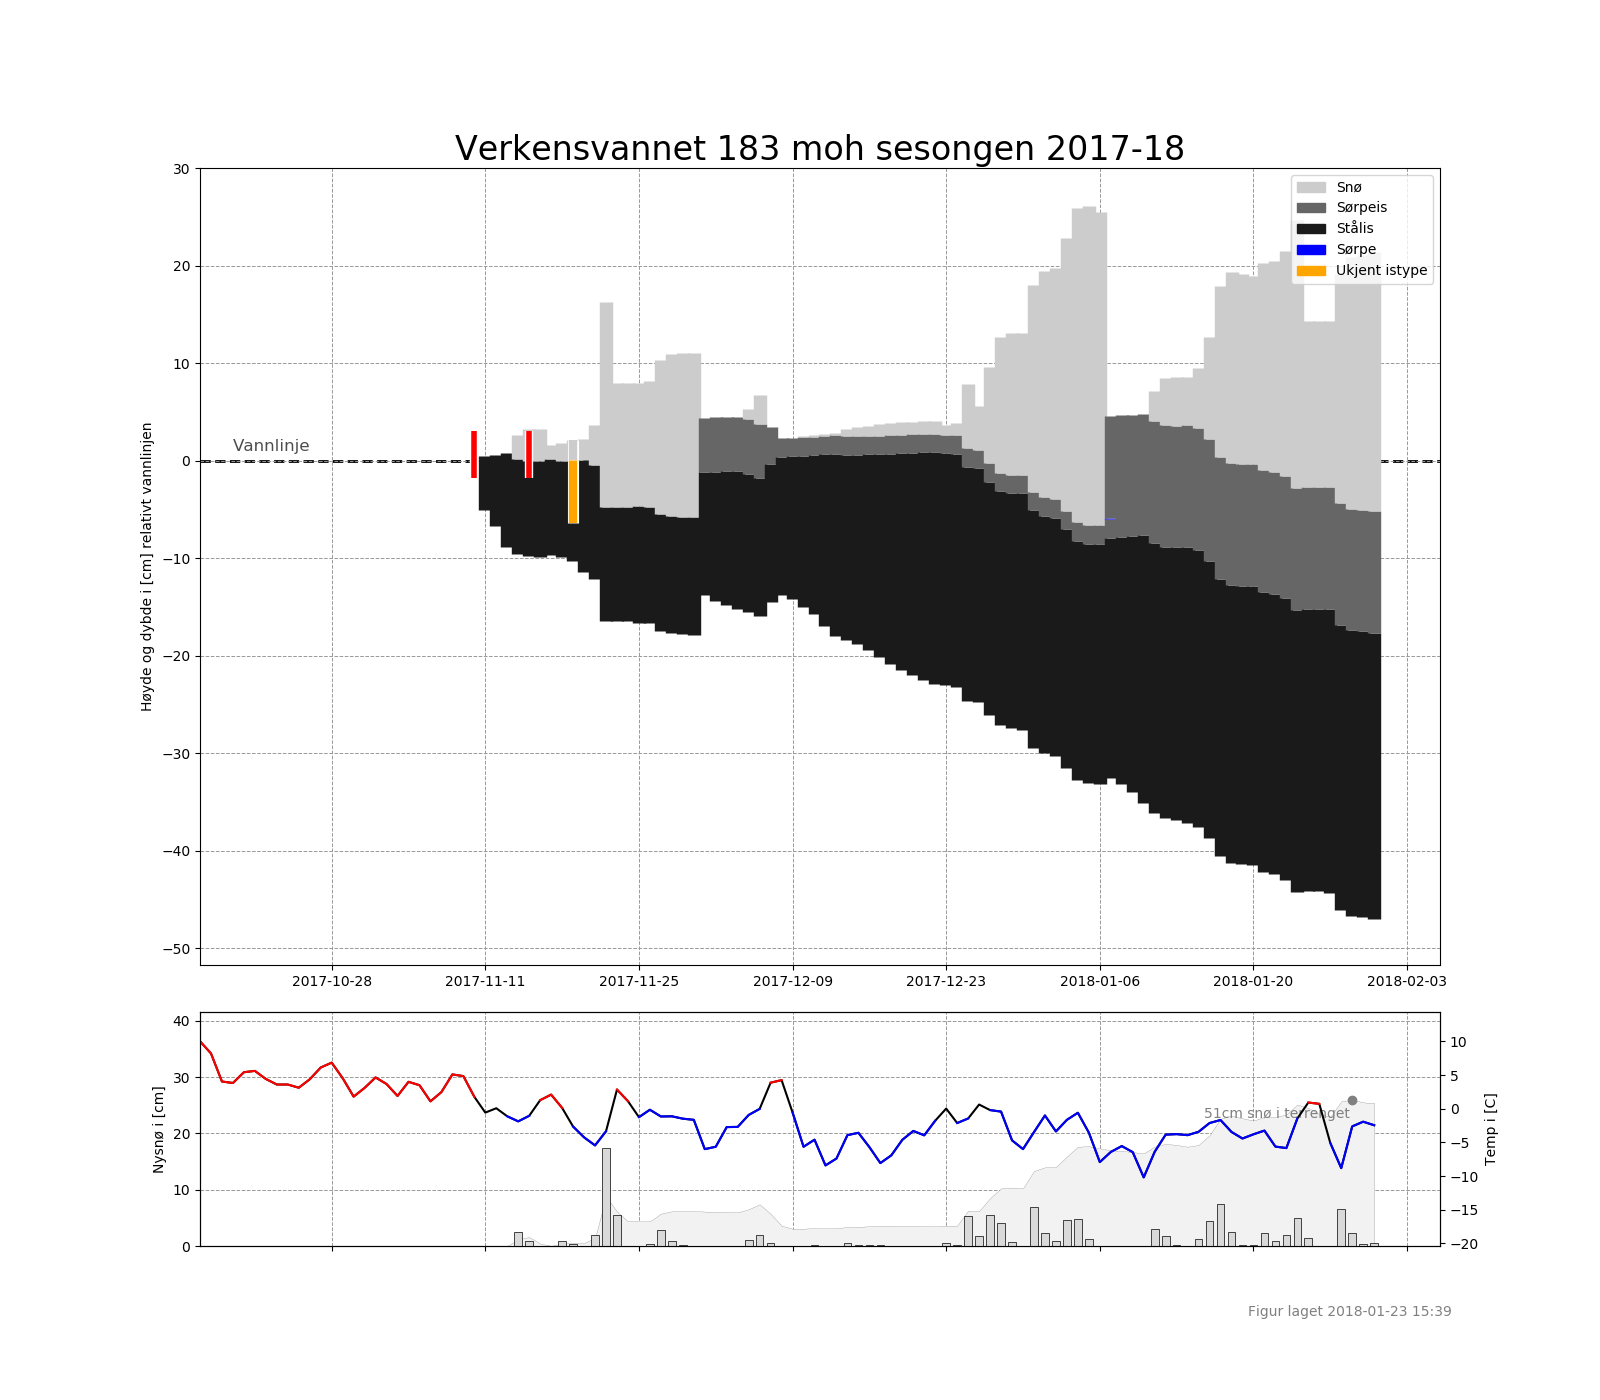 Verkensvannet 183 moh sesongen 2017-18
30
20
10
0
−10
−20
−30
−40
−50
Høyde og dybde i [cm] relativt vannlinjen
Vannlinje
Snø
Sørpeis
Stålis
Sørpe
Ukjent istype
2017-10-28
2017-11-11
2017-11-25
2017-12-09
2017-12-23
2018-01-06
2018-01-20
2018-02-03
40
30
20
10
0
Nysnø i [cm]
51cm snø i terrenget
10
5
0
−5
−10
−15
−20
Temp i [C]
Figur laget 2018-01-23 15:39